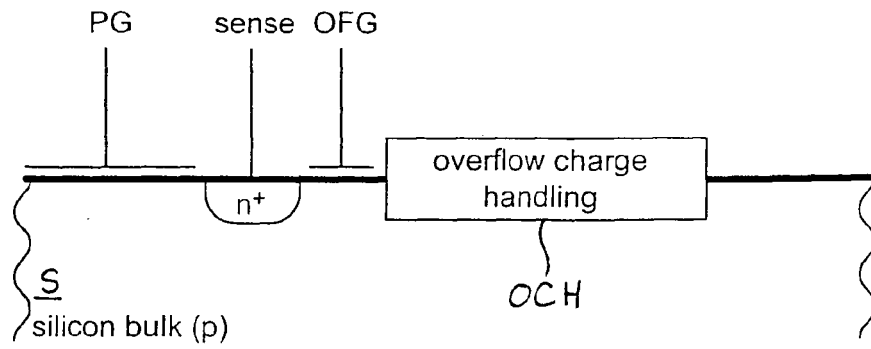 PG sense OFG
overflow charge
handling
n+
OCH
S
silicon bulk (p)